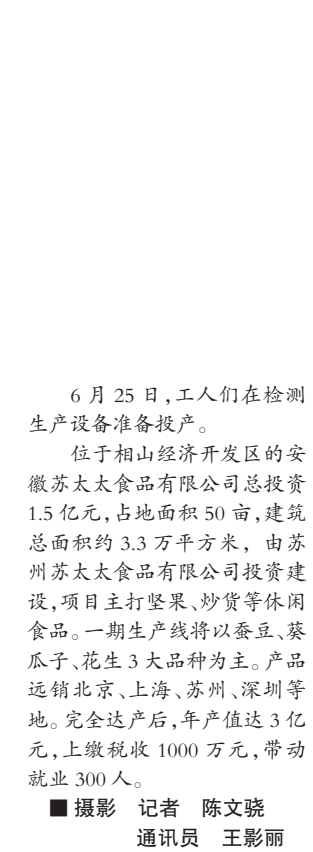 6 月 25 日，工人们在检测
生产设备准备投产。
位于相山经济开发区的安
徽苏太太食品有限公司总投资
1.5 亿元，占地面积 50 亩，建筑
总面积约 3.3 万平方米，由苏
州苏太太食品有限公司投资建
设，项目主打坚果、炒货等休闲
食品。一期生产线将以蚕豆、葵
瓜子、花生 3 大品种为主。产品
远销北京、上海、苏州、深圳等
地。完全达产后，年产值达 3 亿
元，上缴税收 1000 万元，带动
就业 300 人。
■ 摄影 记者 陈文骁
通讯员 王影丽